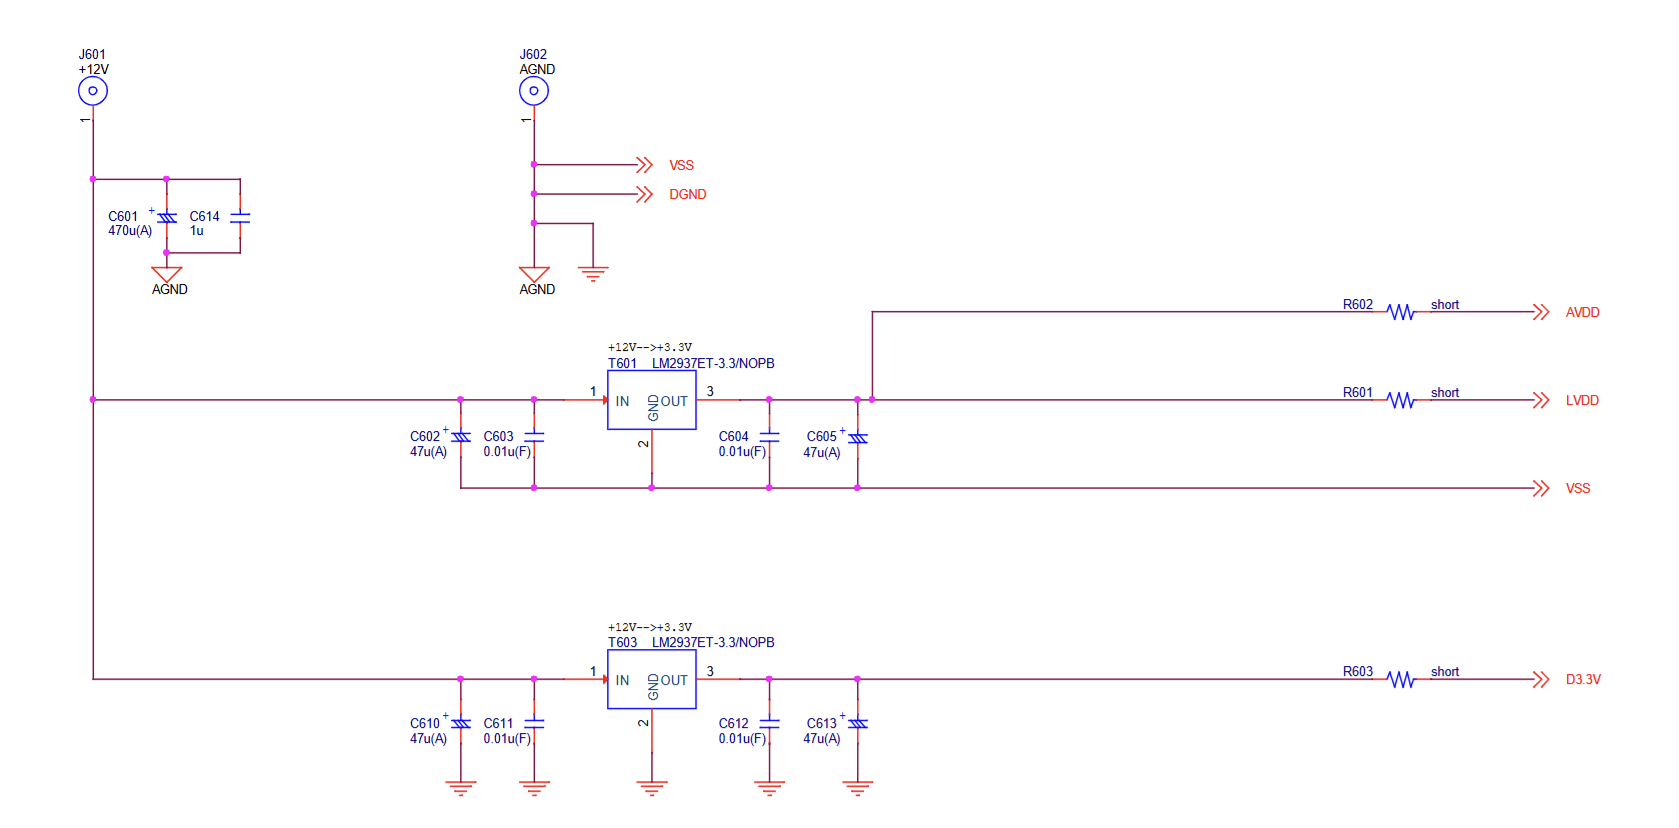 J601
+12V
1
J602
AGND
1
VSS
DGND
C601
+
470u(A)
C614
1u
AGND
AGND
R602 short AVDD
+12V-->+3.3V
T601 LM2937ET-3.3/NOPB
1 IN GND OUT 3
2
R601 short LVDD
C602 +
47u(A)
C603
0.01u(F)
C604
0.01u(F)
C605 +
47u(A)
VSS
+12V-->+3.3V
T603 LM2937ET-3.3/NOPB
1 IN GND OUT 3
2
R603 short D3.3V
C610 +
47u(A)
C611
0.01u(F)
C612
0.01u(F)
C613 +
47u(A)